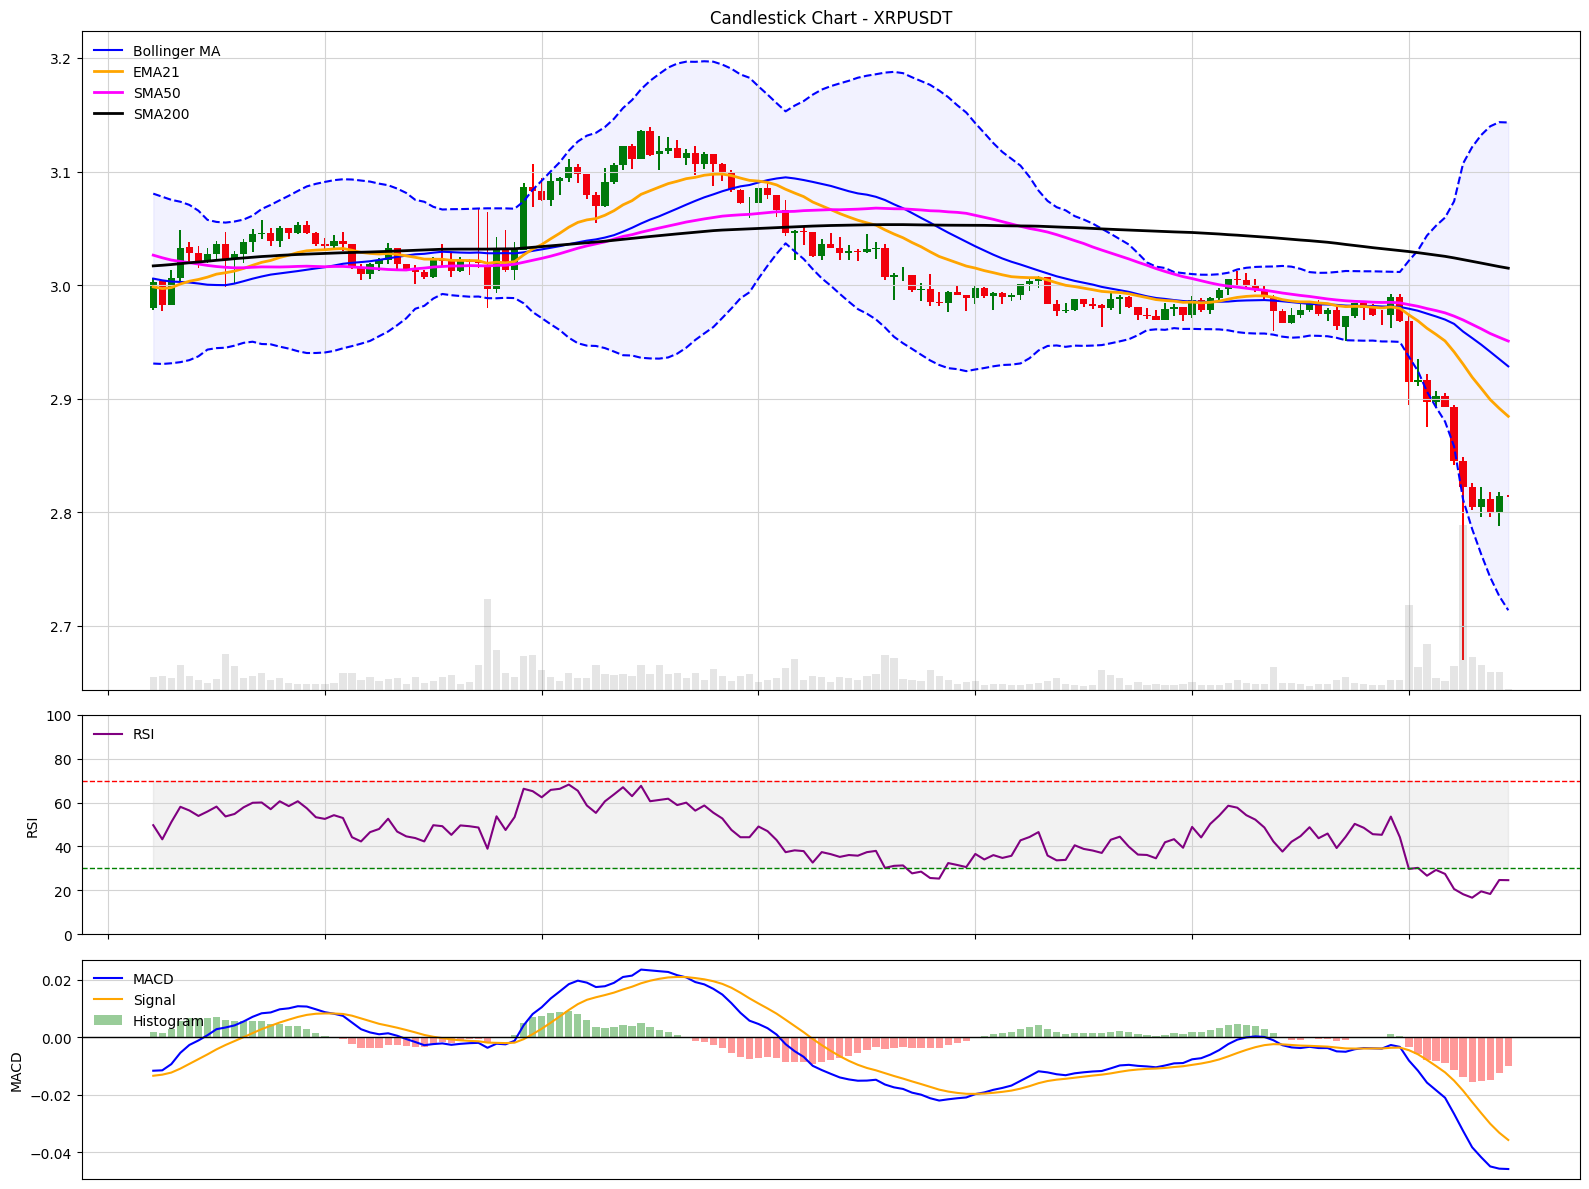 Candlestick Chart - XRPUSDT
Bollinger MA
EMA21
SMA50
SMA200
3.2
3.1
3.0
2.9
2.8
2.7
RSI
100
80
60
40
20
0
RSI
MACD
Signal
Histogram
0.02
0.00
−0.02
−0.04
MACD